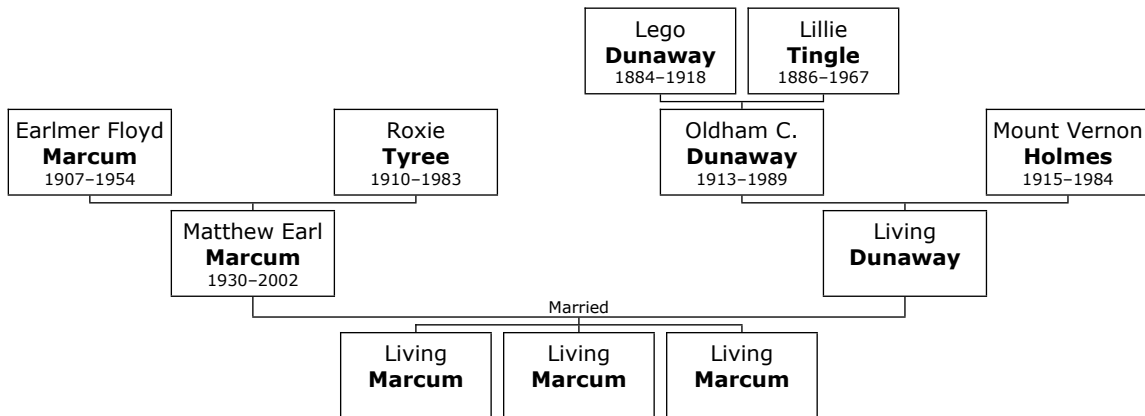 Lego
Dunaway
1884–1918
Lillie
Tingle
1886–1967
Earlmer Floyd
Marcum
1907–1954
Roxie
Tyree
1910–1983
Oldham C.
Dunaway
1913–1989
Mount Vernon
Holmes
1915–1984
Matthew Earl
Marcum
1930–2002
Living
Dunaway
Married
Living
Marcum
Living
Marcum
Living
Marcum